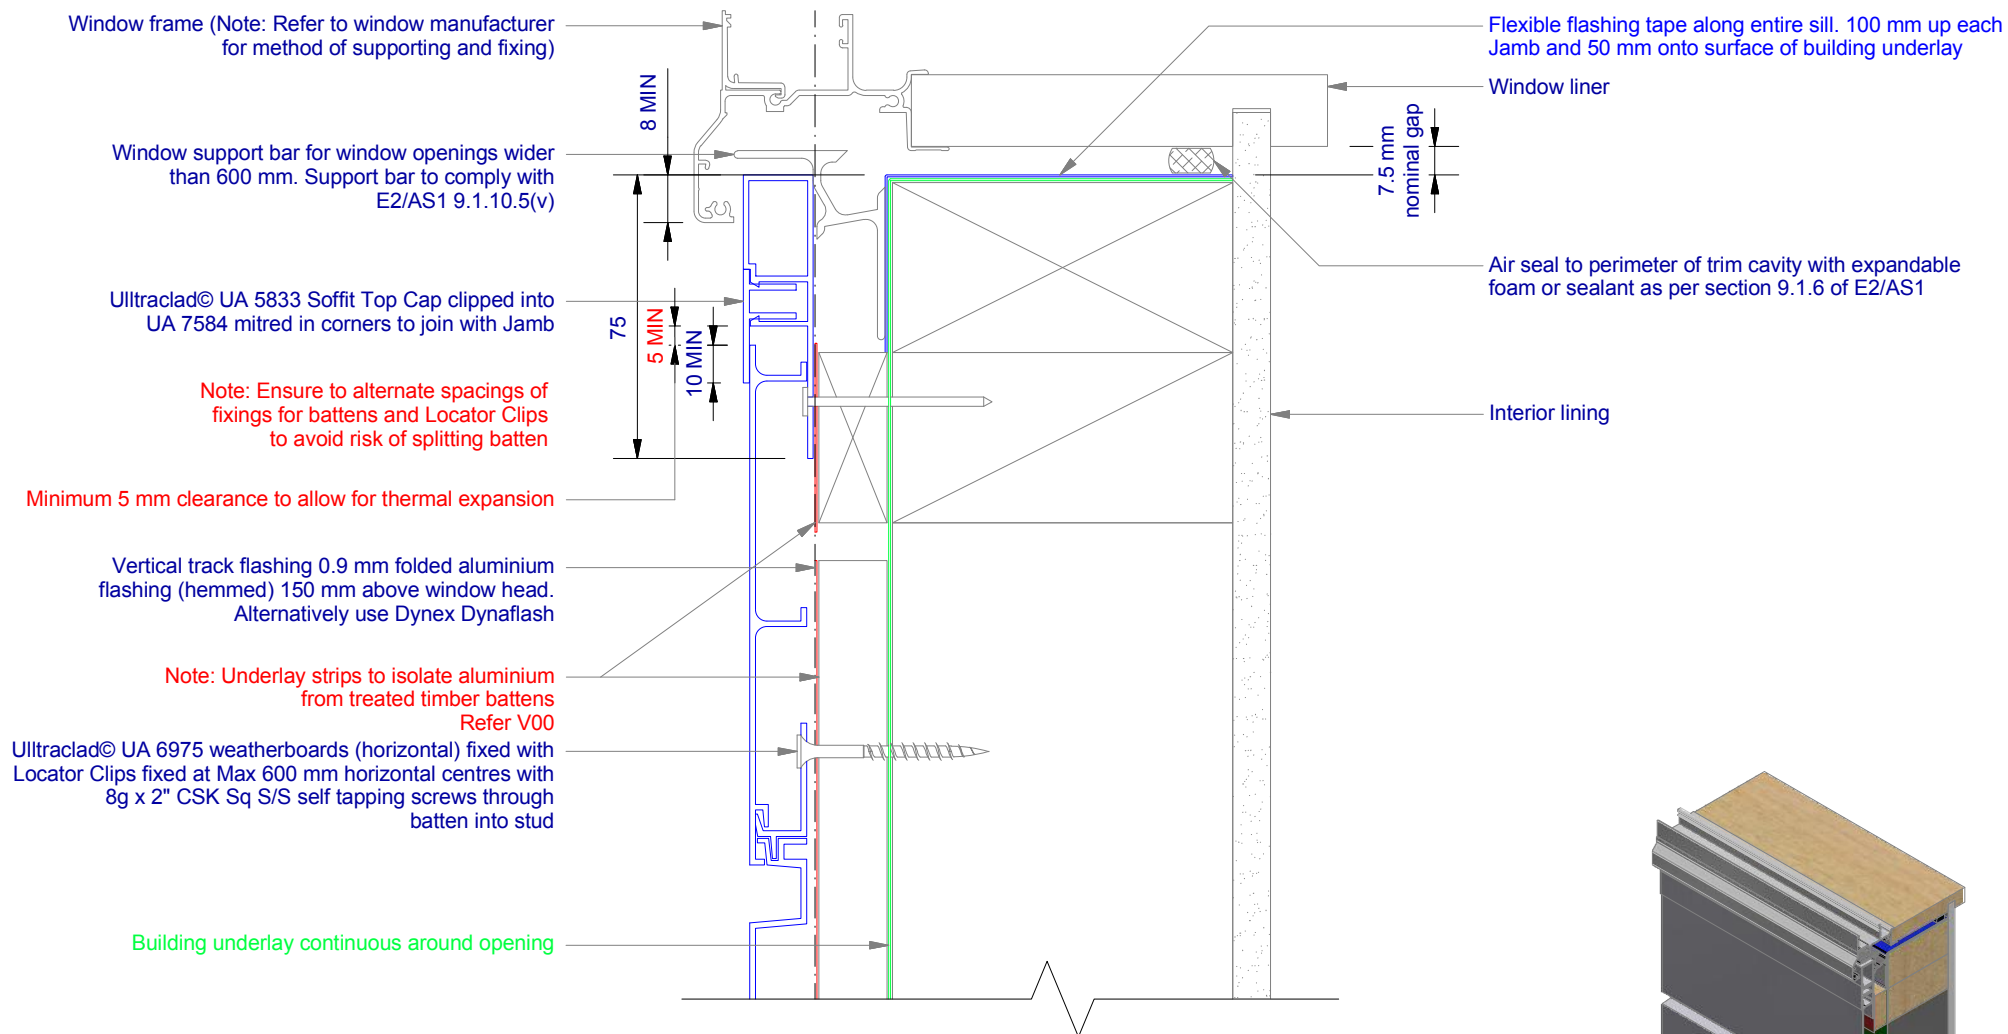 Window frame (Note: Refer to window manufacturer
for method of supporting and fixing)
8 MIN
Window support bar for window openings wider
than 600 mm. Support bar to comply with
E2/AS1 9.1.10.5(v)
Ulltraclad© UA 5833 Soffit Top Cap clipped into
UA 7584 mitred in corners to join with Jamb
75
5 MIN
10 MIN
Note: Ensure to alternate spacings of
fixings for battens and Locator Clips
to avoid risk of splitting batten
Minimum 5 mm clearance to allow for thermal expansion
Vertical track flashing 0.9 mm folded aluminium
flashing (hemmed) 150 mm above window head.
Alternatively use Dynex Dynaflash
Note: Underlay strips to isolate aluminium
from treated timber battens
Refer V00
Ulltraclad© UA 6975 weatherboards (horizontal) fixed with
Locator Clips fixed at Max 600 mm horizontal centres with
8g x 2" CSK Sq S/S self tapping screws through
batten into stud
Building underlay continuous around opening
Flexible flashing tape along entire sill. 100 mm up each
Jamb and 50 mm onto surface of building underlay
Window liner
7.5 mm
nominal gap
Air seal to perimeter of trim cavity with expandable
foam or sealant as per section 9.1.6 of E2/AS1
Interior lining